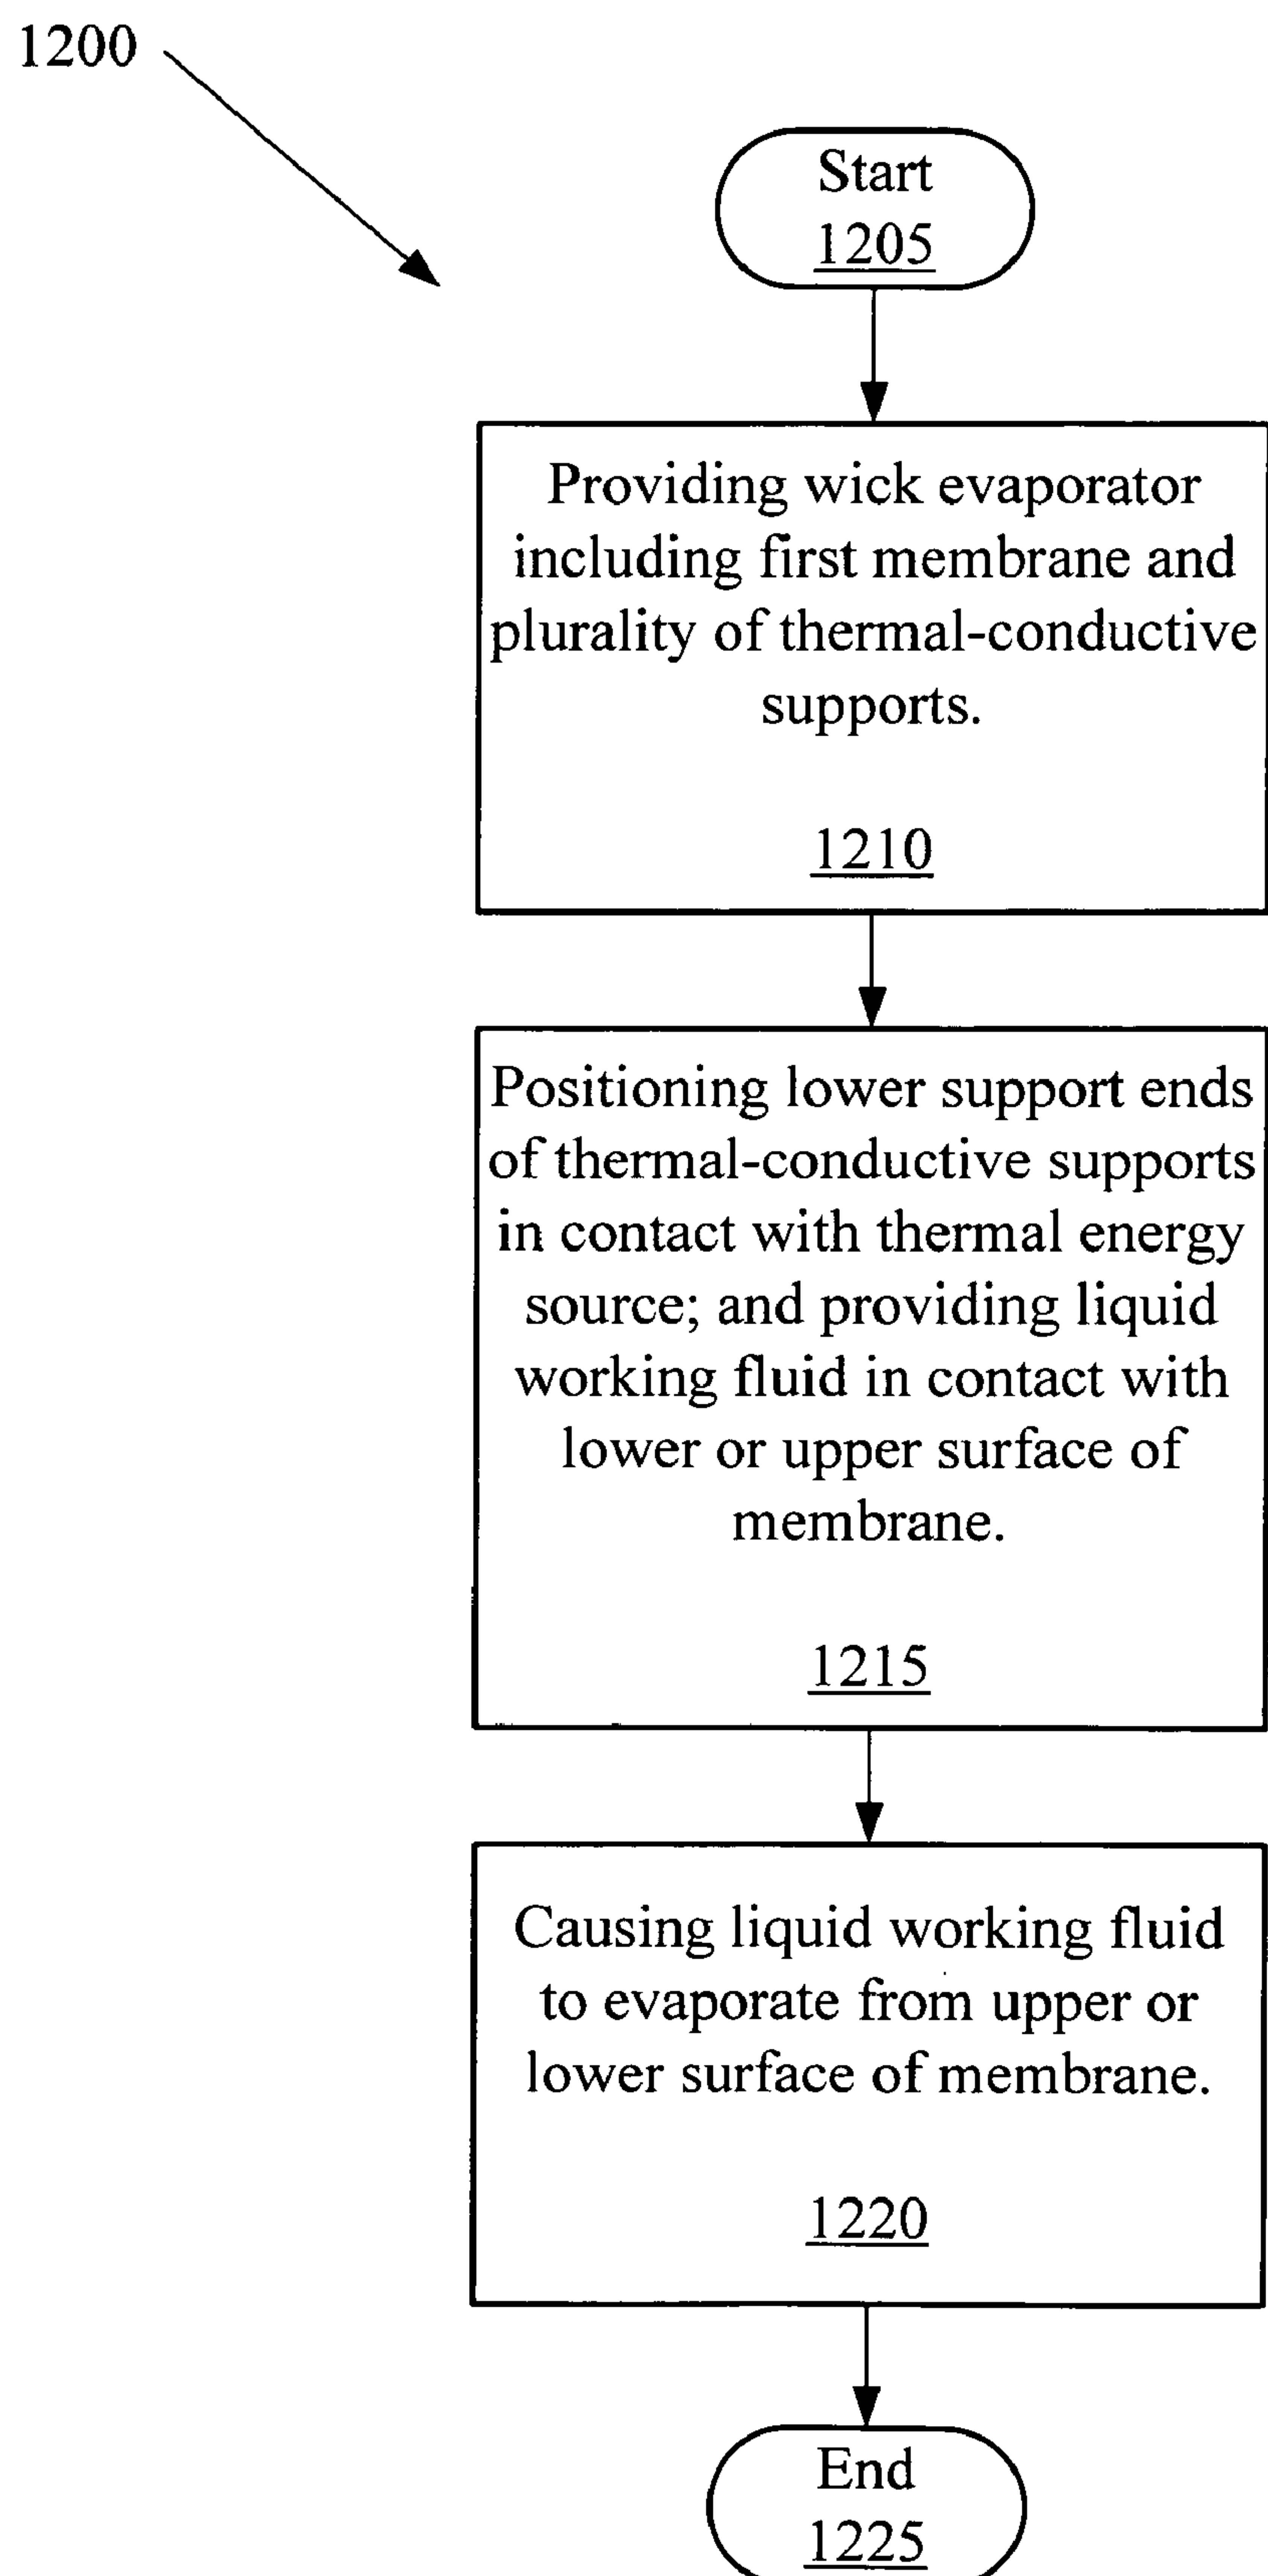 1200
Start
1205
Providing wick evaporator
including first membrane and
plurality of thermal-conductive
supports.
1210
Positioning lower support ends
of thermal-conductive supports
in contact with thermal energy
source; and providing liquid
working fluid in contact with
lower or upper surface of
membrane.
1215
Causing liquid working fluid
to evaporate from upper or
lower surface of membrane.
1220
End
1225